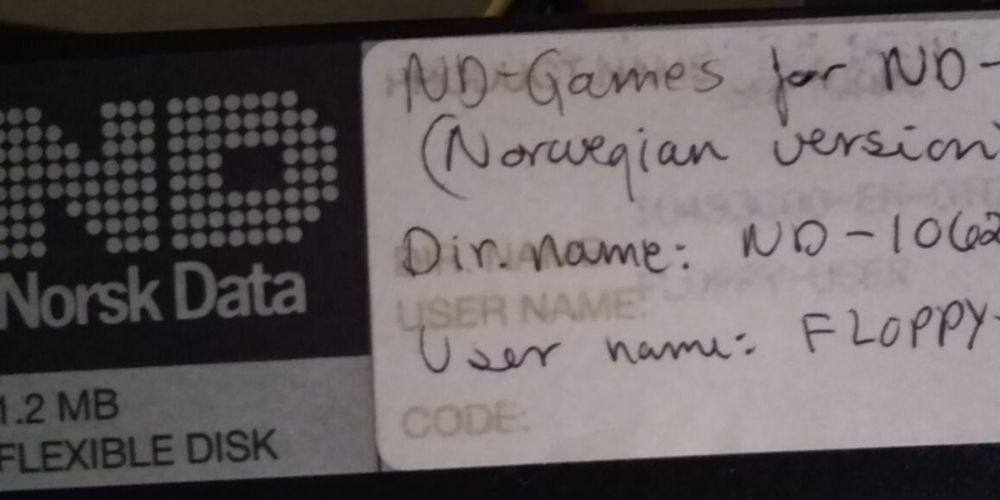 ND
Norsk Data
1.2 MB
FLEXIBLE DISK
ND-Games for ND-
(Norwegian version)
Dir. name: ND-1062
USER NAME:
User name: FLOPPY-
CODE: